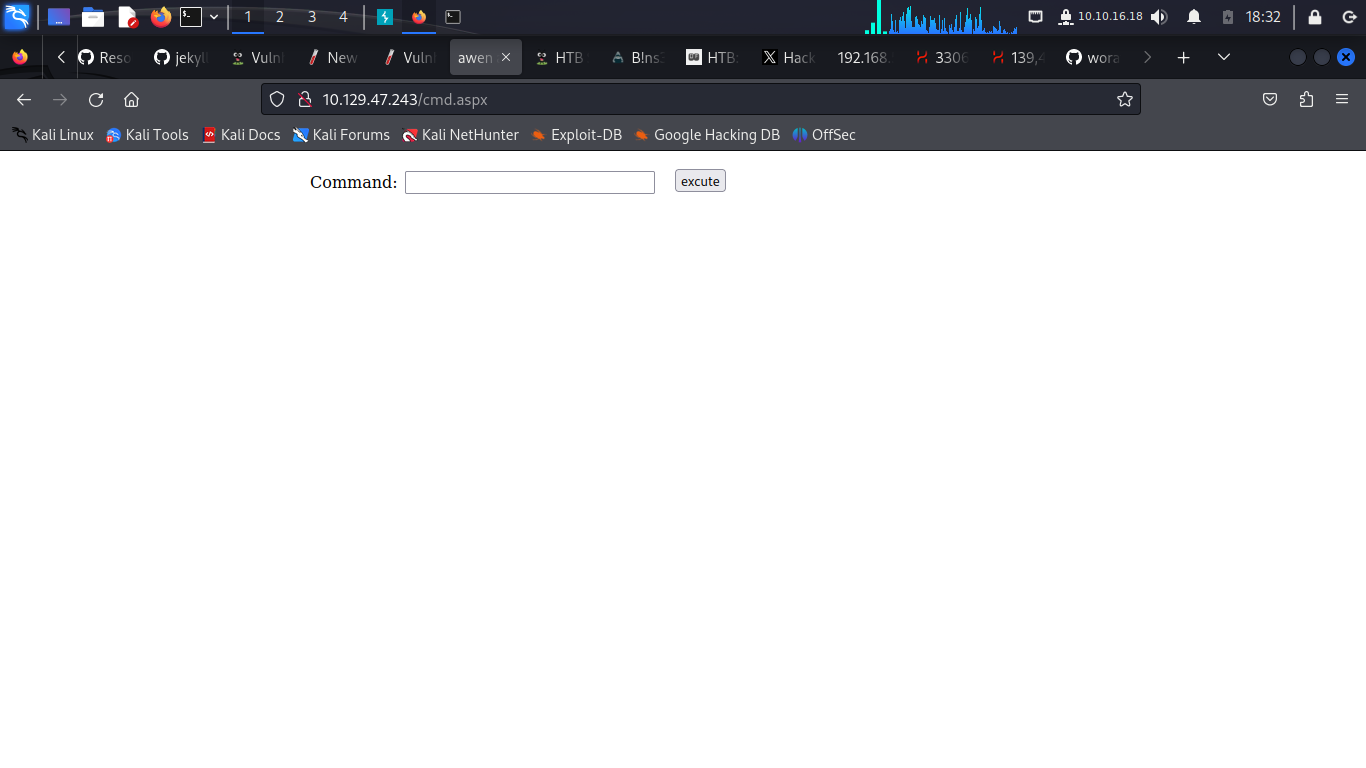 1 2 3 4 10.10.16.18 18:32
Reso jekyll Vuln New Vuln awen HTB B!ns3 HTB: Hack 192.168. 3306 139,4 wora
10.129.47.243/cmd.aspx
Kali Linux Kali Tools Kali Docs Kali Forums Kali NetHunter Exploit-DB Google Hacking DB OffSec
Command: excute